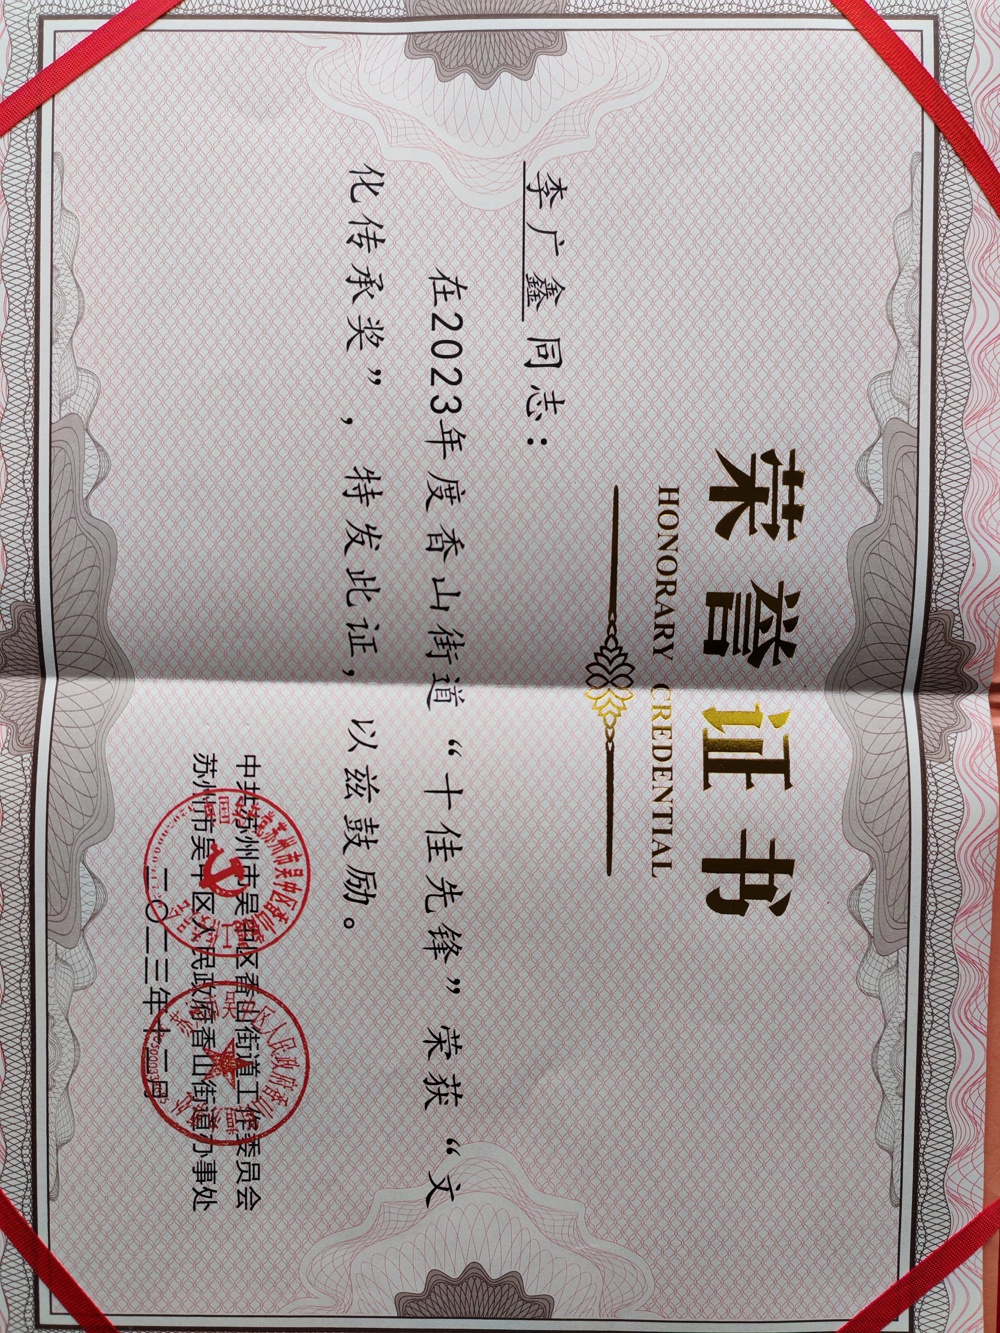 荣誉证书
HONORARY CREDENTIAL
李广鑫同志：
在2023年度香山街道“十佳先锋”荣获“文
化传承奖”，特发此证，以兹鼓励。
中共苏州市吴中区香山街道工作委员会
苏州市吴中区人民政府香山街道办事处
二〇二三年十二月